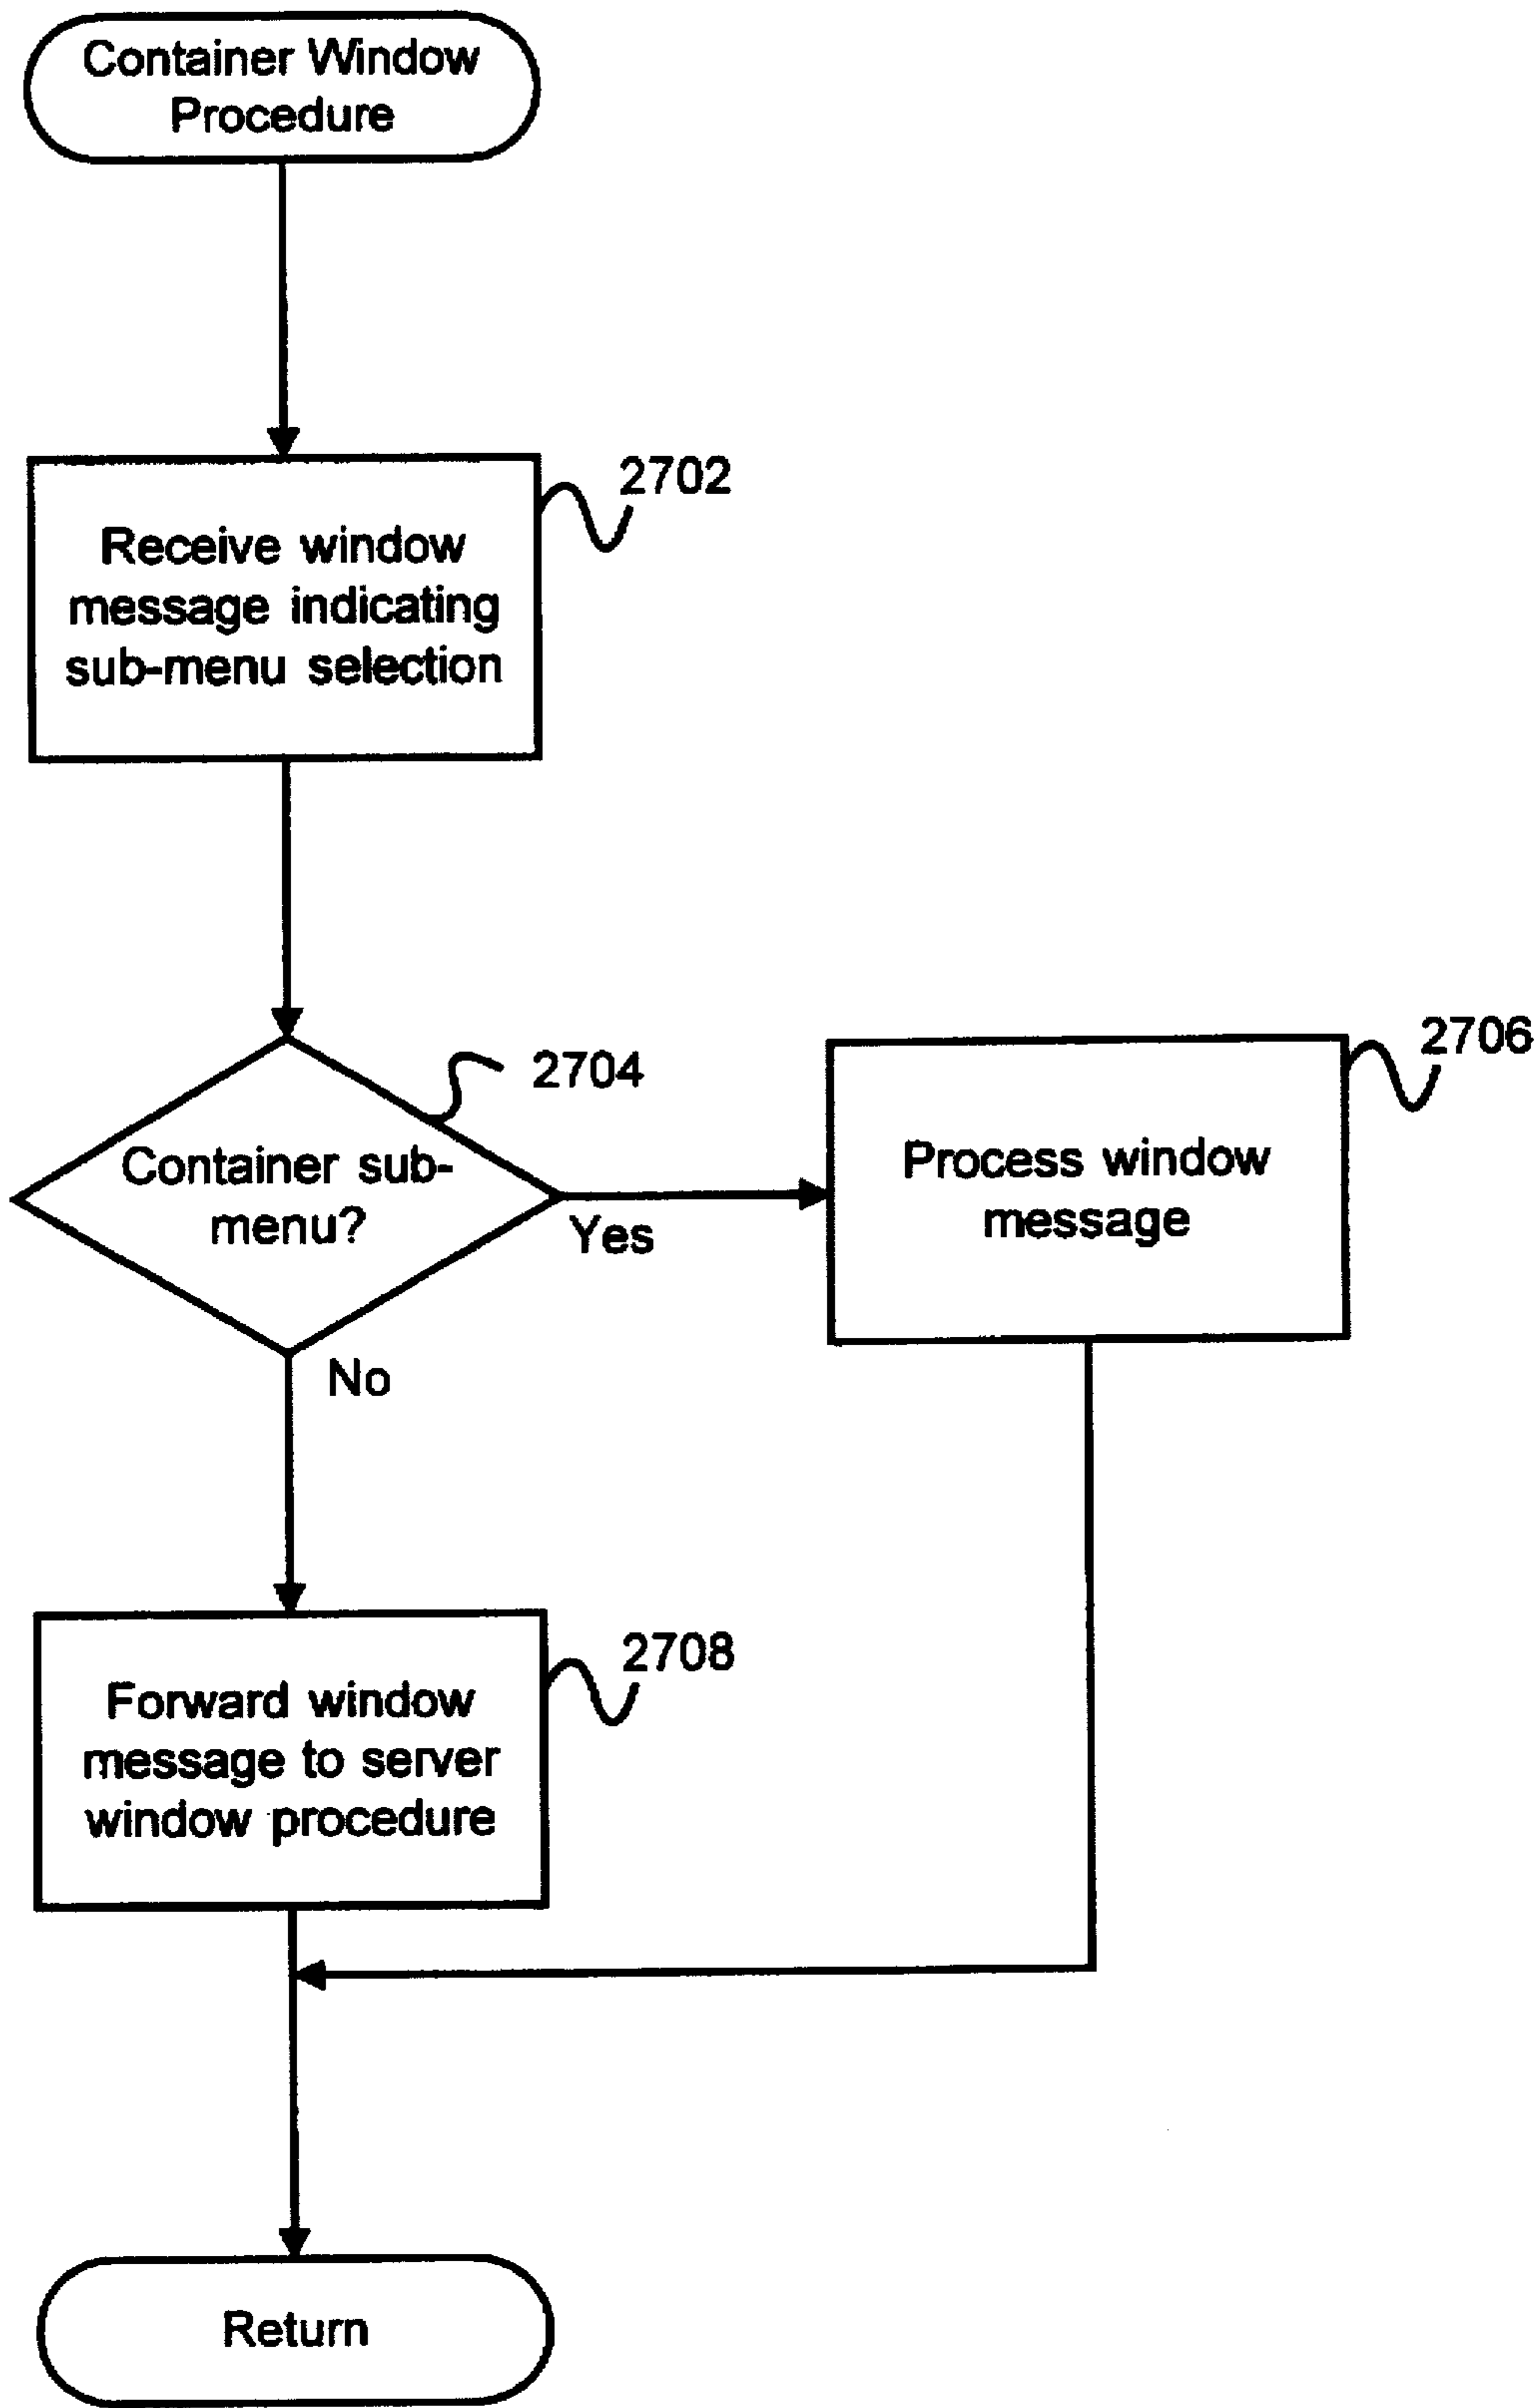 Container Window
Procedure
2702
Receive window
message indicating
sub-menu selection
2704
Container sub-
menu?
Yes
2706
Process window
message
No
2708
Forward window
message to server
window procedure
Return